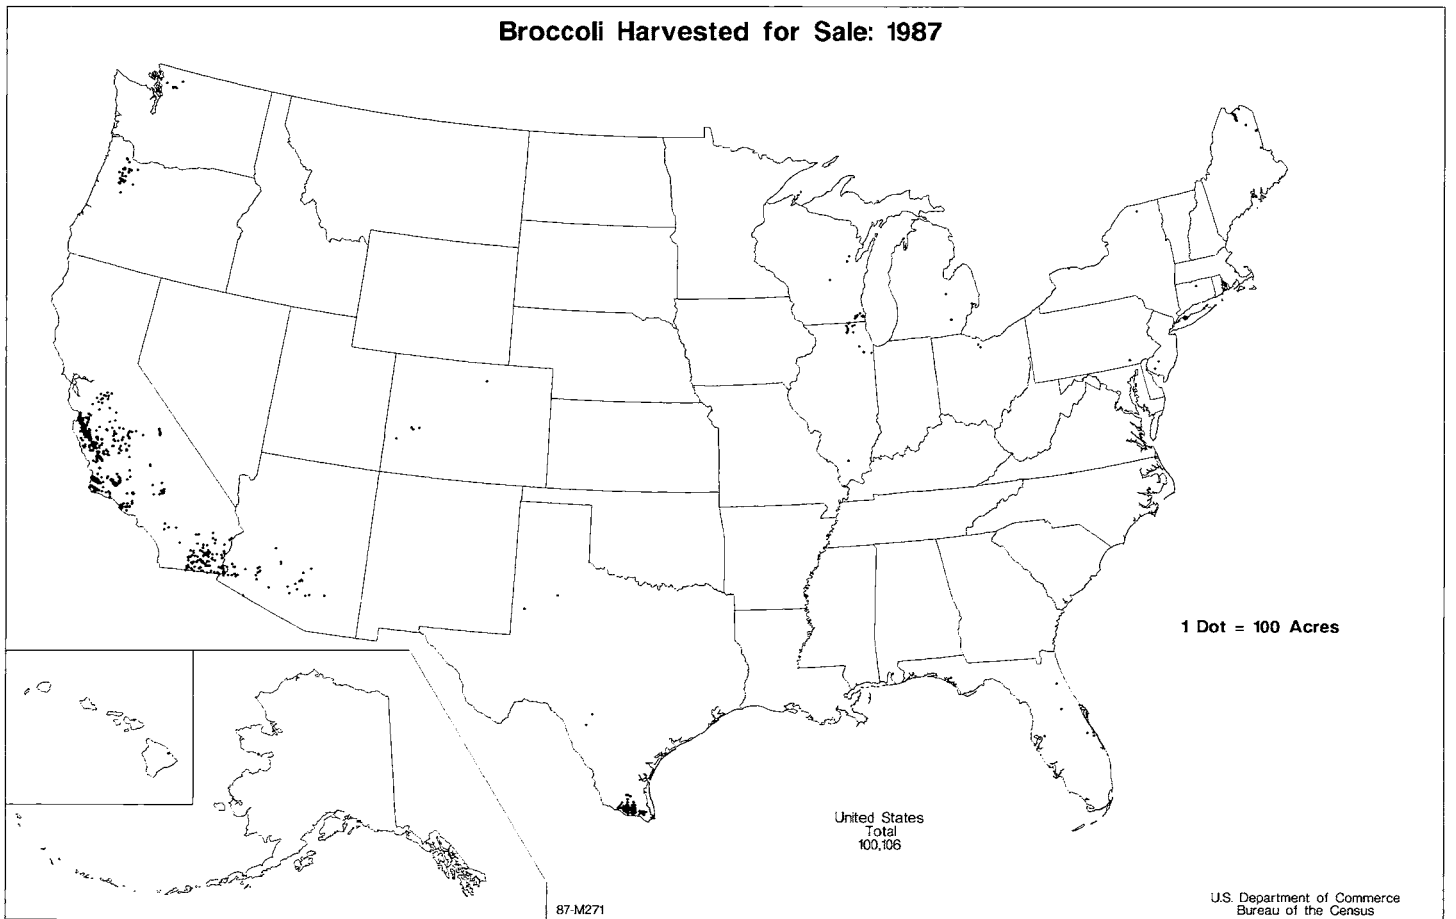 Broccoli Harvested for Sale: 1987
1 Dot = 100 Acres
United States
Total
100,106
87-M271
U.S. Department of Commerce
Bureau of the Census